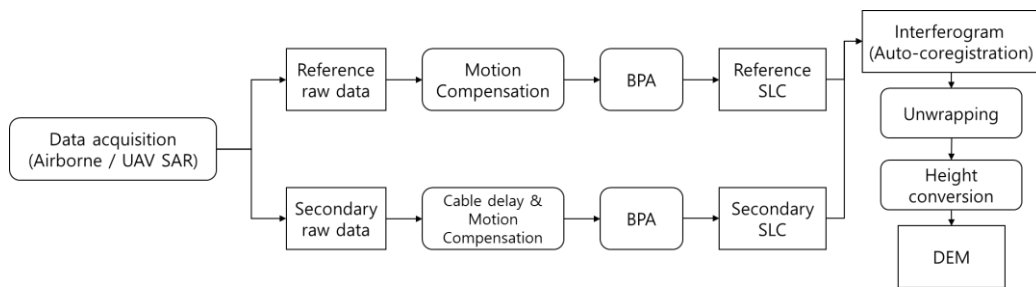 Data acquisition
(Airborne / UAV SAR)
Reference
raw data
Motion
Compensation
BPA
Reference
SLC
Secondary
raw data
Cable delay &
Motion
Compensation
BPA
Secondary
SLC
Interferogram
(Auto-coregistration)
Unwrapping
Height
conversion
DEM